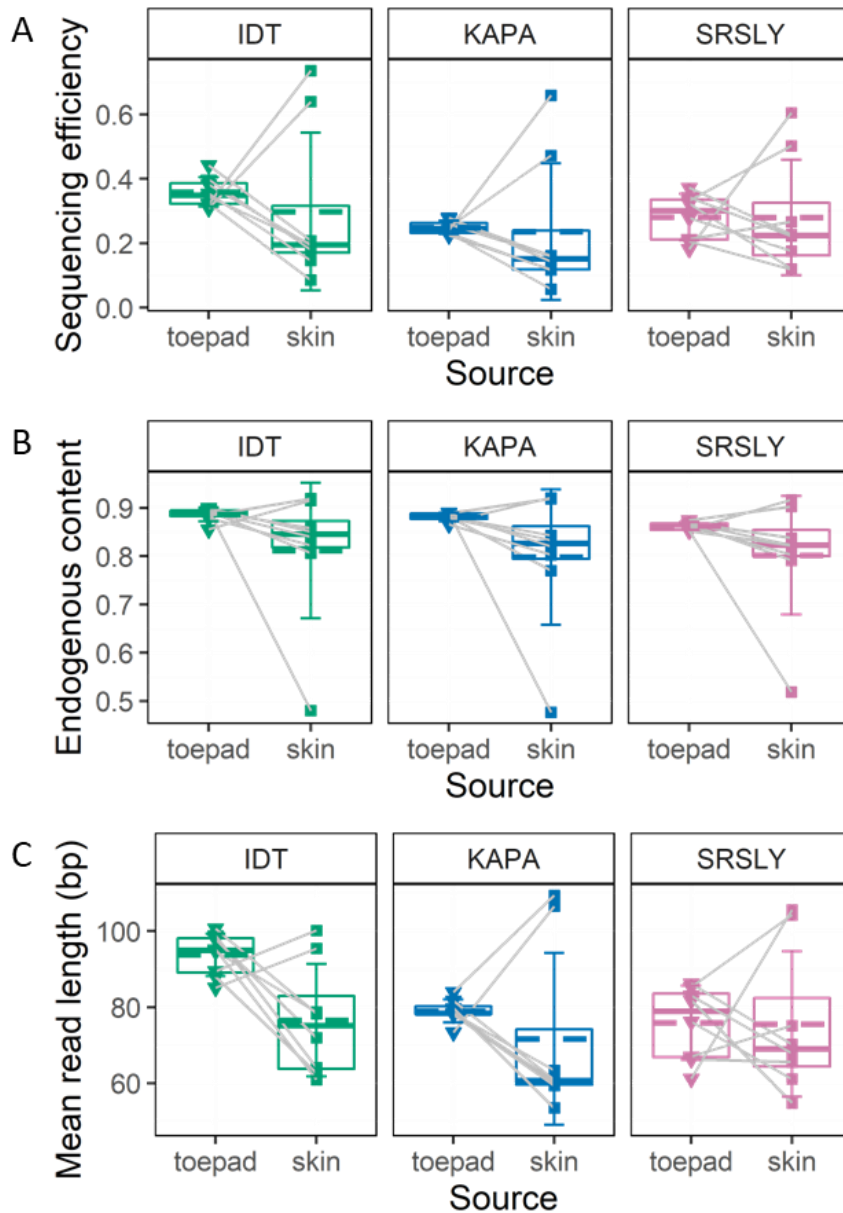 A
IDT
KAPA
SRSLY
Sequencing efficiency
0.6
0.4
0.2
0.0
toepad
skin
toepad
skin
toepad
skin
Source
B
IDT
KAPA
SRSLY
Endogenous content
0.9
0.8
0.7
0.6
0.5
toepad
skin
toepad
skin
toepad
skin
Source
C
IDT
KAPA
SRSLY
Mean read length (bp)
100
80
60
toepad
skin
toepad
skin
toepad
skin
Source